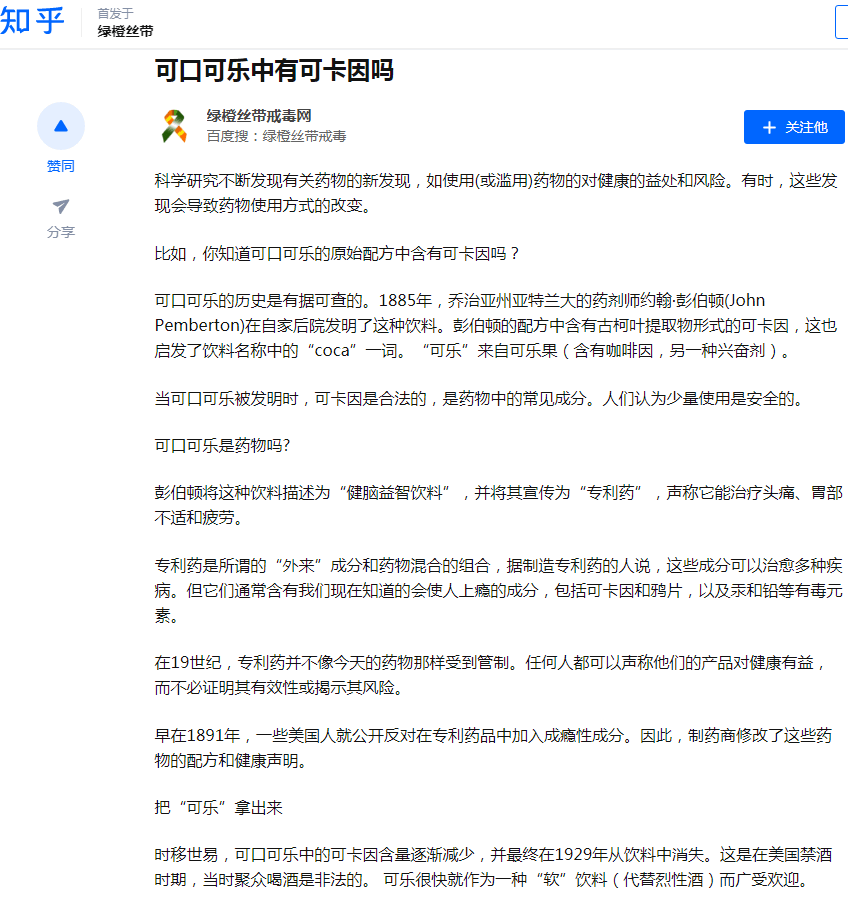 知乎
首发于
绿橙丝带
可口可乐中有可卡因吗
绿橙丝带戒毒网
百度搜：绿橙丝带戒毒
+ 关注他
赞同
分享
科学研究不断发现有关药物的新发现，如使用(或滥用)药物的对健康的益处和风险。有时，这些发
现会导致药物使用方式的改变。
比如，你知道可口可乐的原始配方中含有可卡因吗？
可口可乐的历史是有据可查的。1885年，乔治亚州亚特兰大的药剂师约翰·彭伯顿(John
Pemberton)在自家后院发明了这种饮料。彭伯顿的配方中含有古柯叶提取物形式的可卡因，这也
启发了饮料名称中的“coca”一词。“可乐”来自可乐果（含有咖啡因，另一种兴奋剂）。
当可口可乐被发明时，可卡因是合法的，是药物中的常见成分。人们认为少量使用是安全的。
可口可乐是药物吗?
彭伯顿将这种饮料描述为“健脑益智饮料”，并将其宣传为“专利药”，声称它能治疗头痛、胃部
不适和疲劳。
专利药是所谓的“外来”成分和药物混合的组合，据制造专利药的人说，这些成分可以治愈多种疾
病。但它们通常含有我们现在知道的会使人上瘾的成分，包括可卡因和鸦片，以及汞和铅等有毒元
素。
在19世纪，专利药并不像今天的药物那样受到管制。任何人都可以声称他们的产品对健康有益，
而不必证明其有效性或揭示其风险。
早在1891年，一些美国人就公开反对在专利药品中加入成瘾性成分。因此，制药商修改了这些药
物的配方和健康声明。
把“可乐”拿出来
时移世易，可口可乐中的可卡因含量逐渐减少，并最终在1929年从饮料中消失。这是在美国禁酒
时期，当时聚众喝酒是非法的。 可乐很快就作为一种“软”饮料（代替烈性酒）而广受欢迎。